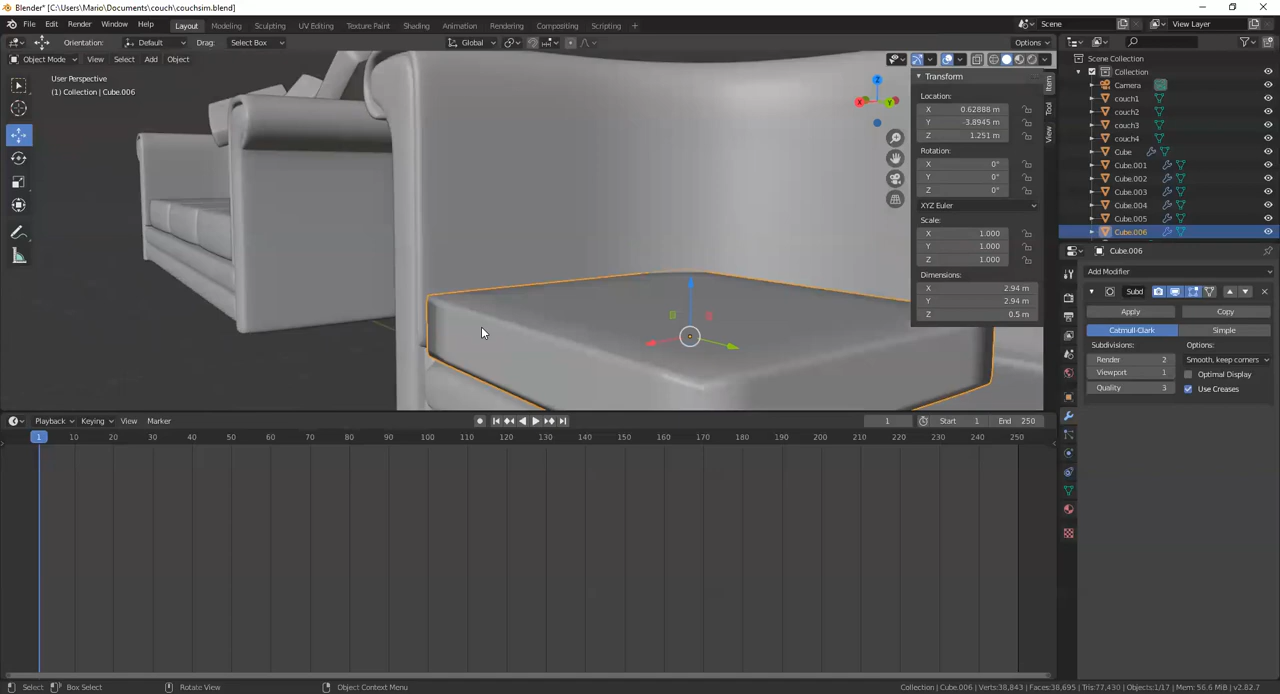 Blender* [C:\Users\Mario\Documents\couch\couchsim.blend]
File Edit Render Window Help Layout Modeling Sculpting UV Editing Texture Paint Shading Animation Rendering Compositing Scripting + Scene View Layer
Orientation: Default Drag: Select Box Global Options
Object Mode View Select Add Object
User Perspective
(1) Collection | Cube.006
Transform
Location:
X 0.62888 m
Y -3.8945 m
Z 1.251 m
Rotation:
X 0°
Y 0°
Z 0°
XYZ Euler
Scale:
X 1.000
Y 1.000
Z 1.000
Dimensions:
X 2.94 m
Y 2.94 m
Z 0.5 m
Item
Tool
View
X Y Z
Scene Collection
Collection
Camera
couch1
couch2
couch3
couch4
Cube
Cube.001
Cube.002
Cube.003
Cube.004
Cube.005
Cube.006
Cube.006
Add Modifier
Subd
Apply Copy
Catmull-Clark Simple
Subdivisions: Options:
Render 2 Smooth, keep corners
Viewport 1 Optimal Display
Quality 3 Use Creases
Playback Keying View Marker 1 Start 1 End 250
1 10 20 30 40 50 60 70 80 90 100 110 120 130 140 150 160 170 180 190 200 210 220 230 240 250
Select Box Select Rotate View Object Context Menu Collection | Cube.006 | Verts:38,843 | Faces:38,695 | Tris:77,430 | Objects:1/17 | Mem: 56.6 MiB | v2.82.7